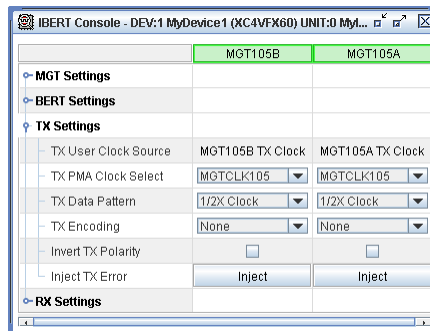 IBERT Console - DEV:1 MyDevice1 (XC4VFX60) UNIT:0 MyI...
MGT105B MGT105A
MGT Settings
BERT Settings
TX Settings
TX User Clock Source MGT105B TX Clock MGT105A TX Clock
TX PMA Clock Select MGTCLK105 MGTCLK105
TX Data Pattern 1/2X Clock 1/2X Clock
TX Encoding None None
Invert TX Polarity
Inject TX Error Inject Inject
RX Settings